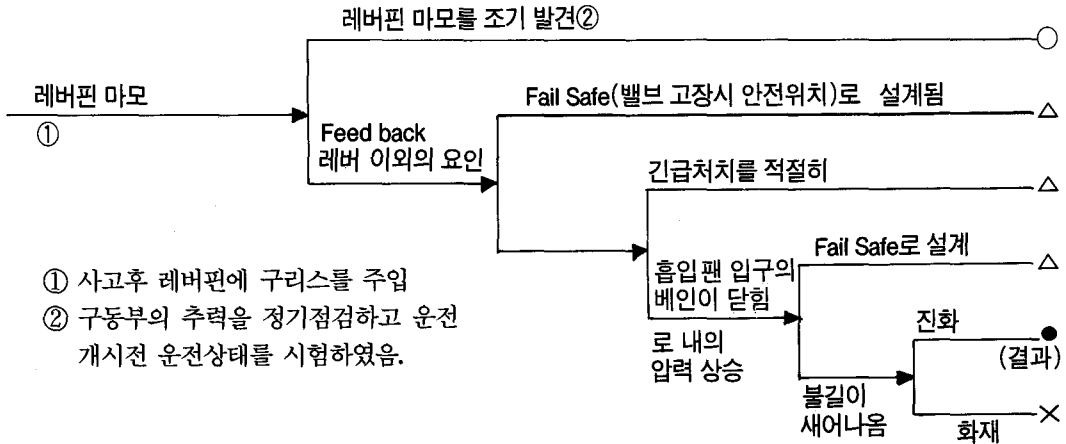 레버핀 마모를 조기 발견②
레버핀 마모
①
Fail Safe(밸브 고장시 안전위치)로 설계됨
Feed back
레버 이외의 요인
긴급처치를 적절히
Fail Safe로 설계
흡입팬 입구의
베인이 닫힘
로 내의
압력 상승
진화
(결과)
불길이
새어나옴
화재
① 사고후 레버핀에 구리스를 주입
② 구동부의 추력을 정기점검하고 운전
개시전 운전상태를 시험하였음.